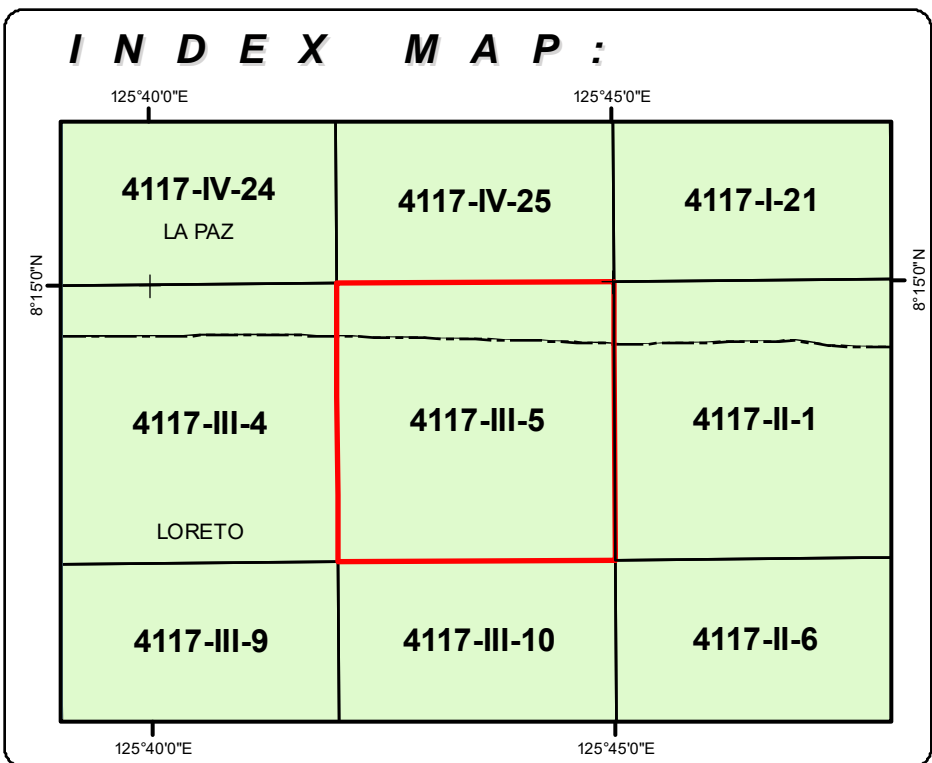 INDEX MAP:
125°40'0"E
125°45'0"E
4117-IV-24
4117-IV-25
4117-I-21
LA PAZ
8°15'0"N
8°15'0"N
4117-III-4
4117-III-5
4117-II-1
LORETO
4117-III-9
4117-III-10
4117-II-6
125°40'0"E
125°45'0"E